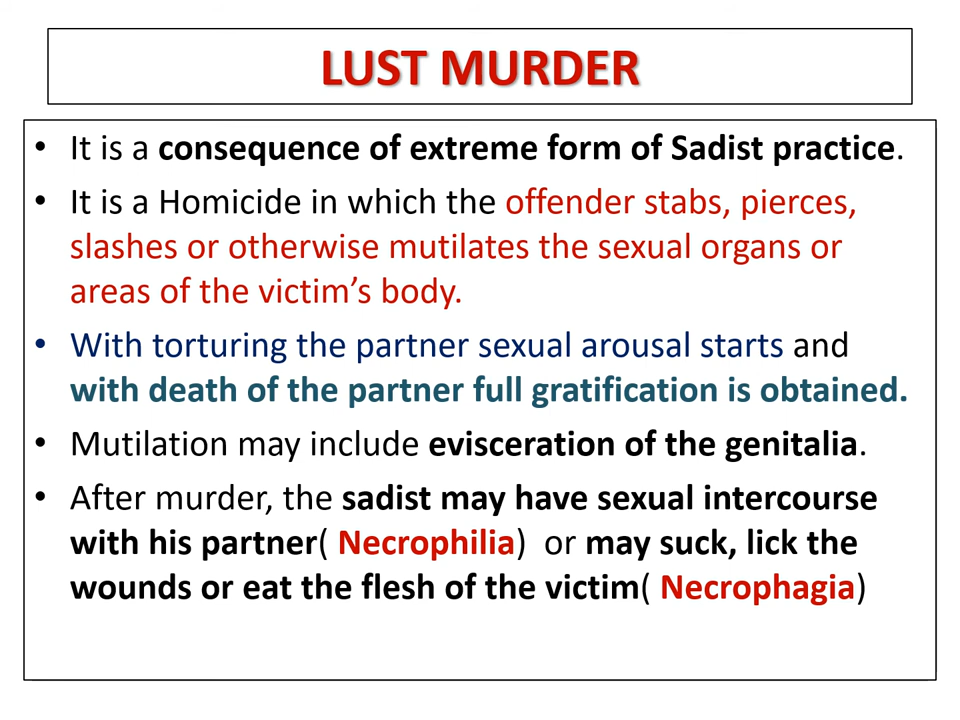 LUST MURDER
• It is a consequence of extreme form of Sadist practice.
• It is a Homicide in which the offender stabs, pierces,
slashes or otherwise mutilates the sexual organs or
areas of the victim’s body.
• With torturing the partner sexual arousal starts and
with death of the partner full gratification is obtained.
• Mutilation may include evisceration of the genitalia.
• After murder, the sadist may have sexual intercourse
with his partner( Necrophilia) or may suck, lick the
wounds or eat the flesh of the victim( Necrophagia)